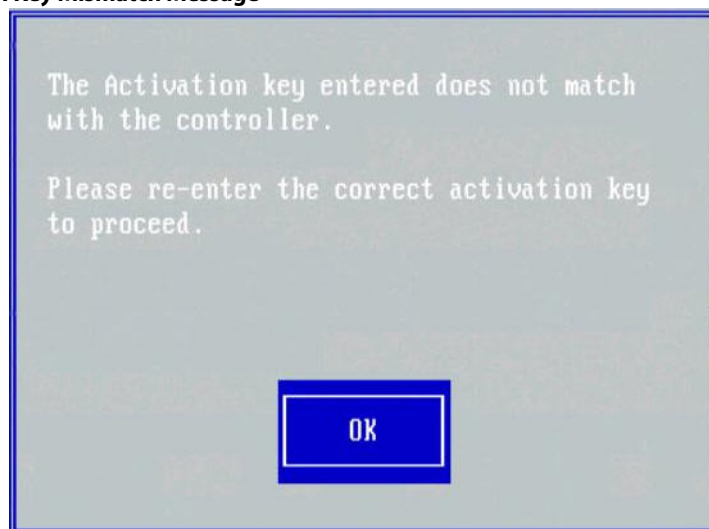 Key Mismatch Message
The Activation key entered does not match
with the controller.
Please re-enter the correct activation key
to proceed.
OK